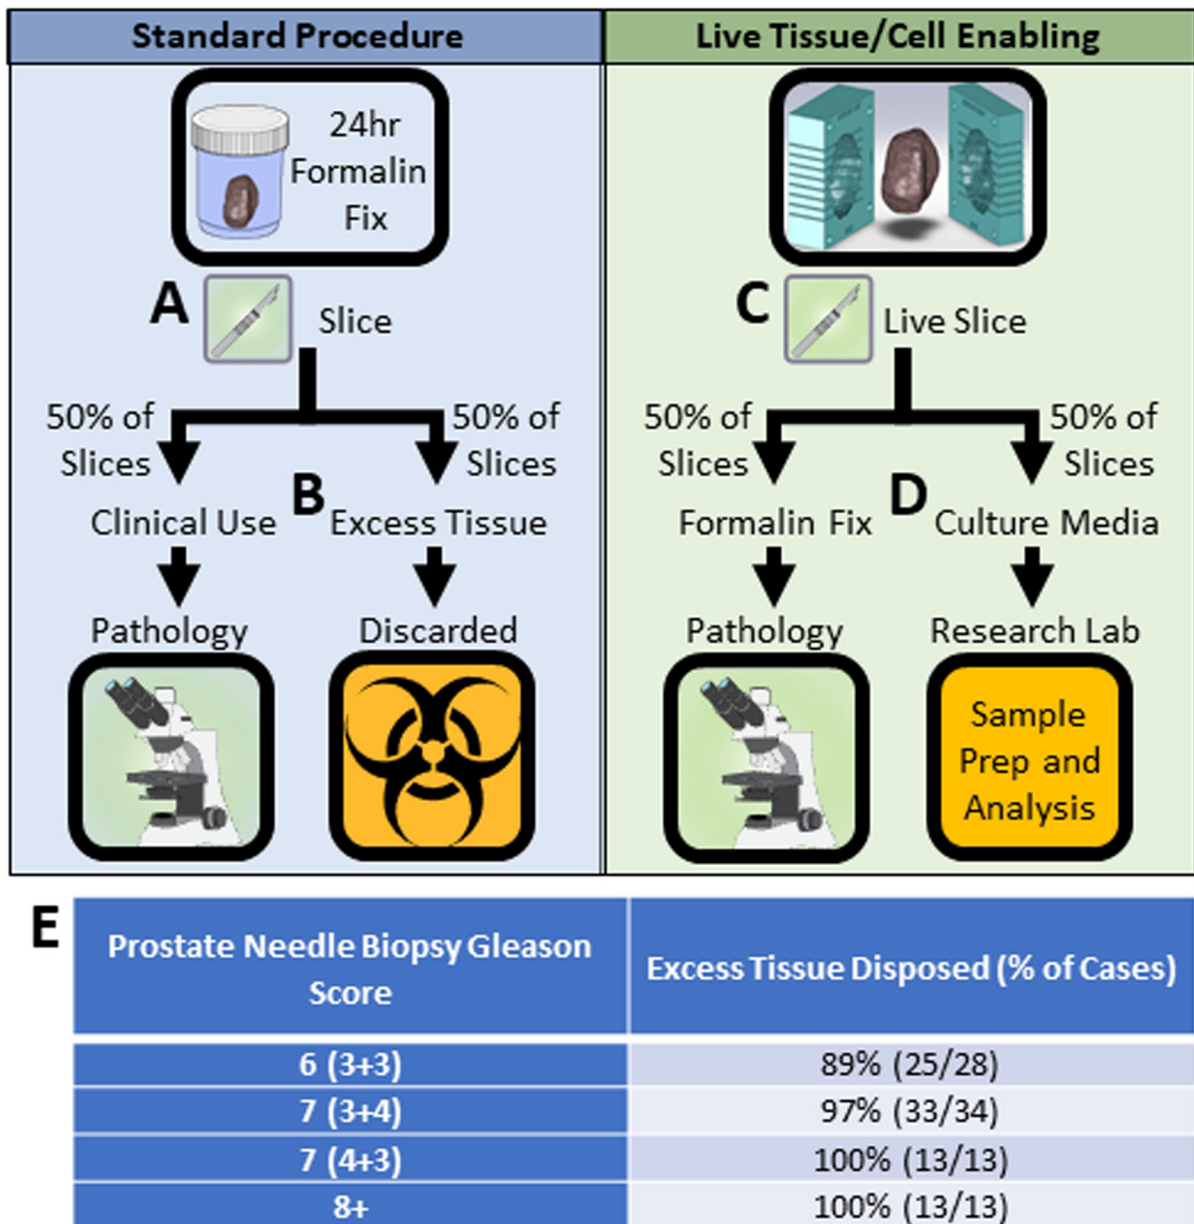 Standard Procedure
Live Tissue/Cell Enabling
24hr
Formalin
Fix
A
Slice
50% of
Slices
50% of
Slices
B
Clinical Use
Excess Tissue
Pathology
Discarded
C
Live Slice
50% of
Slices
50% of
Slices
D
Formalin Fix
Culture Media
Pathology
Research Lab
Sample
Prep and
Analysis
E
Prostate Needle Biopsy Gleason
Score
Excess Tissue Disposed (% of Cases)
6 (3+3)
89% (25/28)
7 (3+4)
97% (33/34)
7 (4+3)
100% (13/13)
8+
100% (13/13)